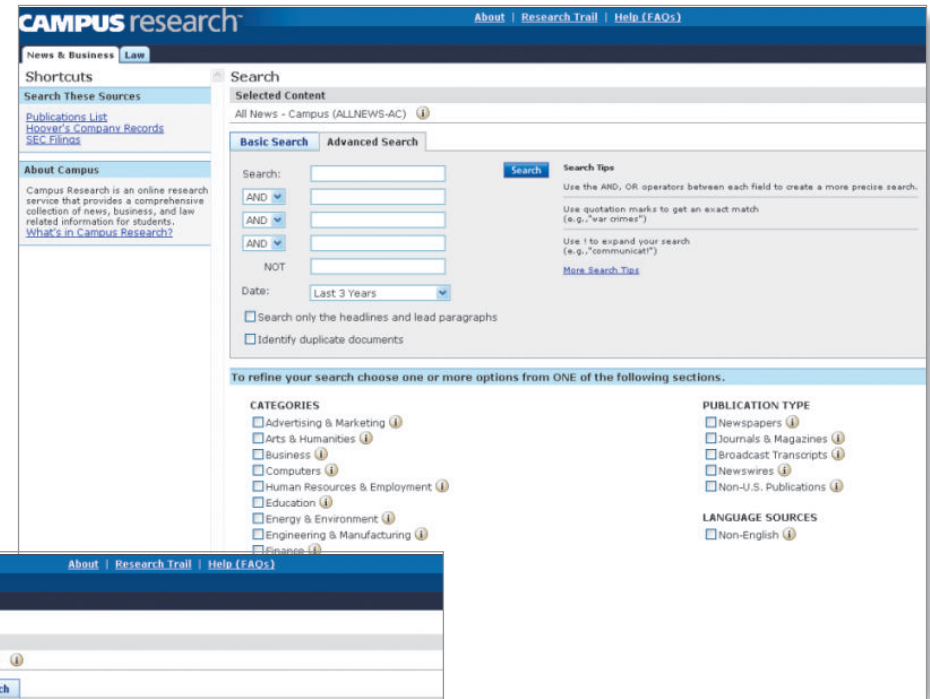 CAMPUS research
About | Research Trail | Help (FAQs)
News & Business Law
Shortcuts
Search These Sources
Publications List
Hoover's Company Records
SEC Filings
About Campus
Campus Research is an online research
service that provides a comprehensive
collection of news, business, and law
related information for students.
What's in Campus Research?
Search
Selected Content
All News - Campus (ALLNEWS-AC)
Basic Search Advanced Search
Search:
AND
AND
AND
NOT
Date: Last 3 Years
Search only the headlines and lead paragraphs
Identify duplicate documents
Search
Search Tips
Use the AND, OR operators between each field to create a more precise search.
Use quotation marks to get an exact match
(e.g.,"war crimes")
Use ! to expand your search
(e.g.,"communicat!")
More Search Tips
To refine your search choose one or more options from ONE of the following sections.
CATEGORIES
Advertising & Marketing
Arts & Humanities
Business
Computers
Human Resources & Employment
Education
Energy & Environment
Engineering & Manufacturing
Finance
PUBLICATION TYPE
Newspapers
Journals & Magazines
Broadcast Transcripts
Newswires
Non-U.S. Publications
LANGUAGE SOURCES
Non-English
About | Research Trail | Help (FAQs)
ch